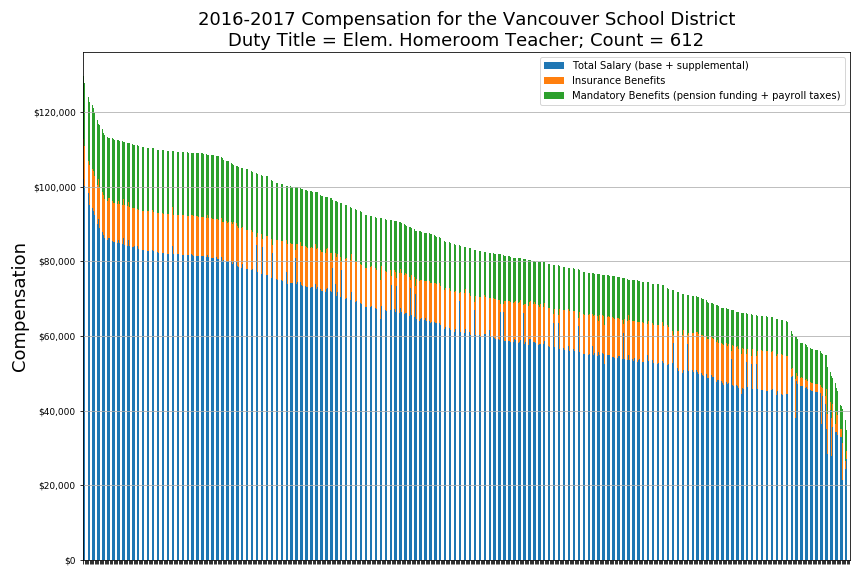 2016-2017 Compensation for the Vancouver School District
Duty Title = Elem. Homeroom Teacher; Count = 612
Total Salary (base + supplemental)
Insurance Benefits
Mandatory Benefits (pension funding + payroll taxes)
$120,000
$100,000
$80,000
$60,000
$40,000
$20,000
$0
Compensation